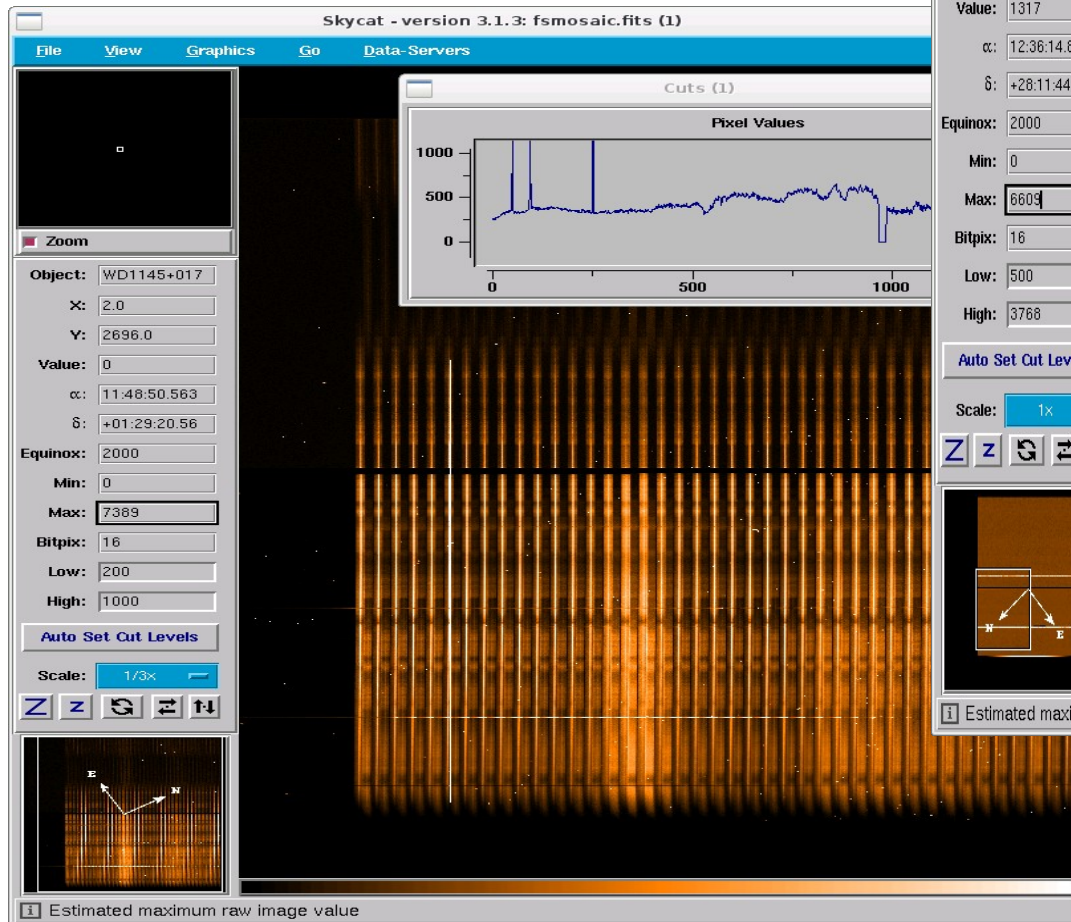 Skycat - version 3.1.3: fsmosaic.fits (1)
File View Graphics Go Data-Servers
Zoom
Object: WD1145+017
X: 2.0
Y: 2696.0
Value: 0
α: 11:48:50.563
δ: +01:29:20.56
Equinox: 2000
Min: 0
Max: 7389
Bitpix: 16
Low: 200
High: 1000
Auto Set Cut Levels
Scale: 1/3x
Z z
E
N
Estimated maximum raw image value
Cuts (1)
Pixel Values
1000
500
0
0 500 1000
Value: 1317
α: 12:36:14.8
δ: +28:11:44
Equinox: 2000
Min: 0
Max: 6609
Bitpix: 16
Low: 500
High: 3768
Auto Set Cut Lev
Scale: 1x
Z z
N
E
Estimated maxi